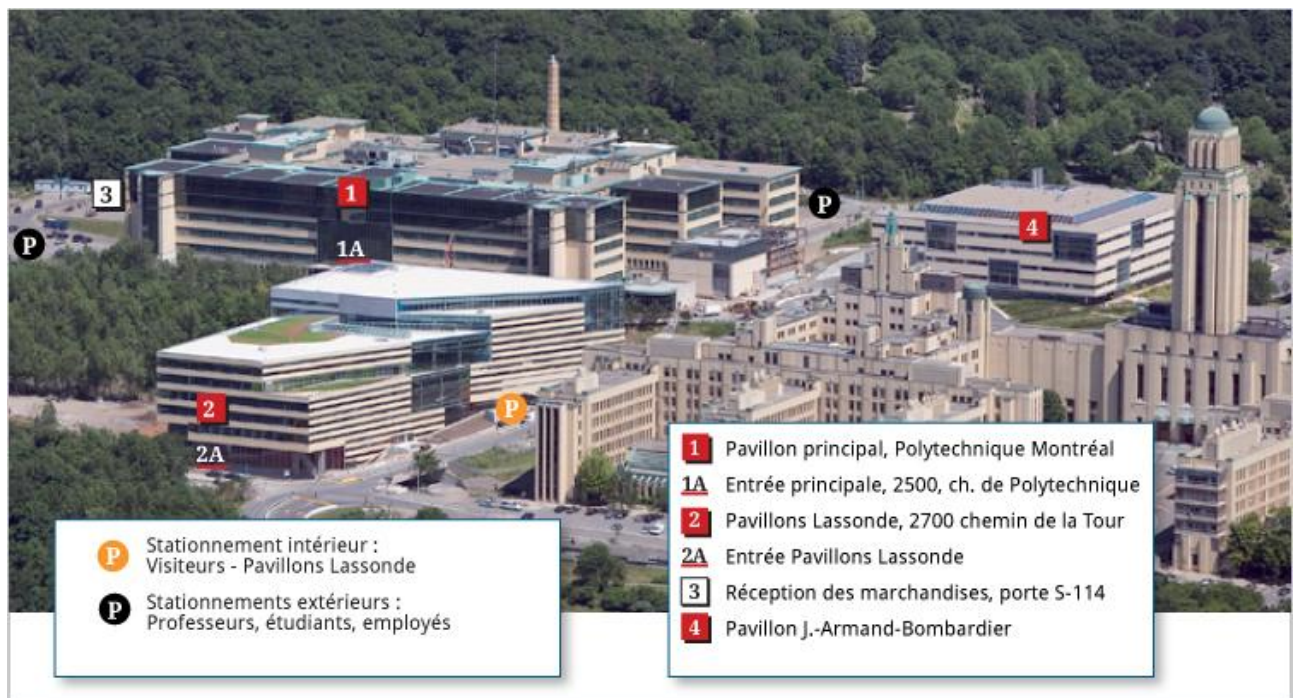 3
1
P
1A
P
4
2
P
2A
P Stationnement intérieur :
Visiteurs - Pavillons Lassonde
P Stationnements extérieurs :
Professeurs, étudiants, employés
1 Pavillon principal, Polytechnique Montréal
1A Entrée principale, 2500, ch. de Polytechnique
2 Pavillons Lassonde, 2700 chemin de la Tour
2A Entrée Pavillons Lassonde
3 Réception des marchandises, porte S-114
4 Pavillon J.-Armand-Bombardier